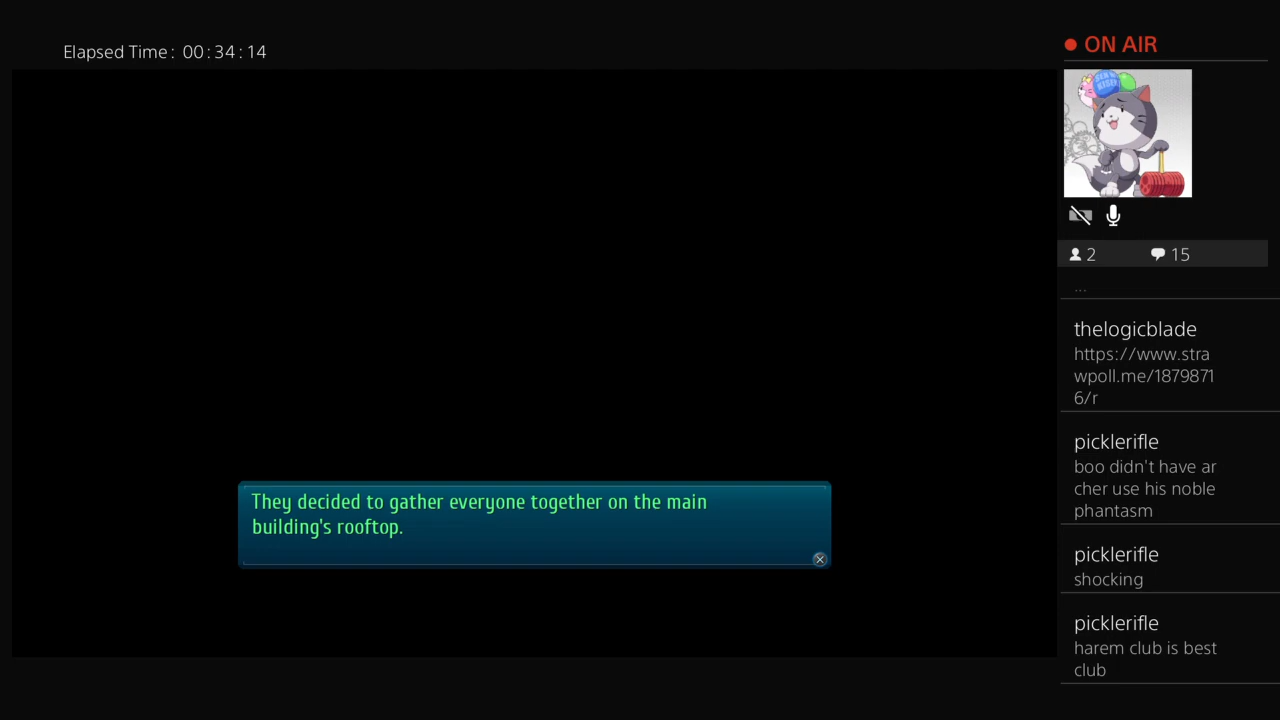 Elapsed Time: 00:34:14
ON AIR
2
15
...
thelogicblade
https://www.stra
wpoll.me/1879871
6/r
picklerifle
boo didn't have ar
cher use his noble
phantasm
picklerifle
shocking
picklerifle
harem club is best
club
They decided to gather everyone together on the main
building's rooftop.